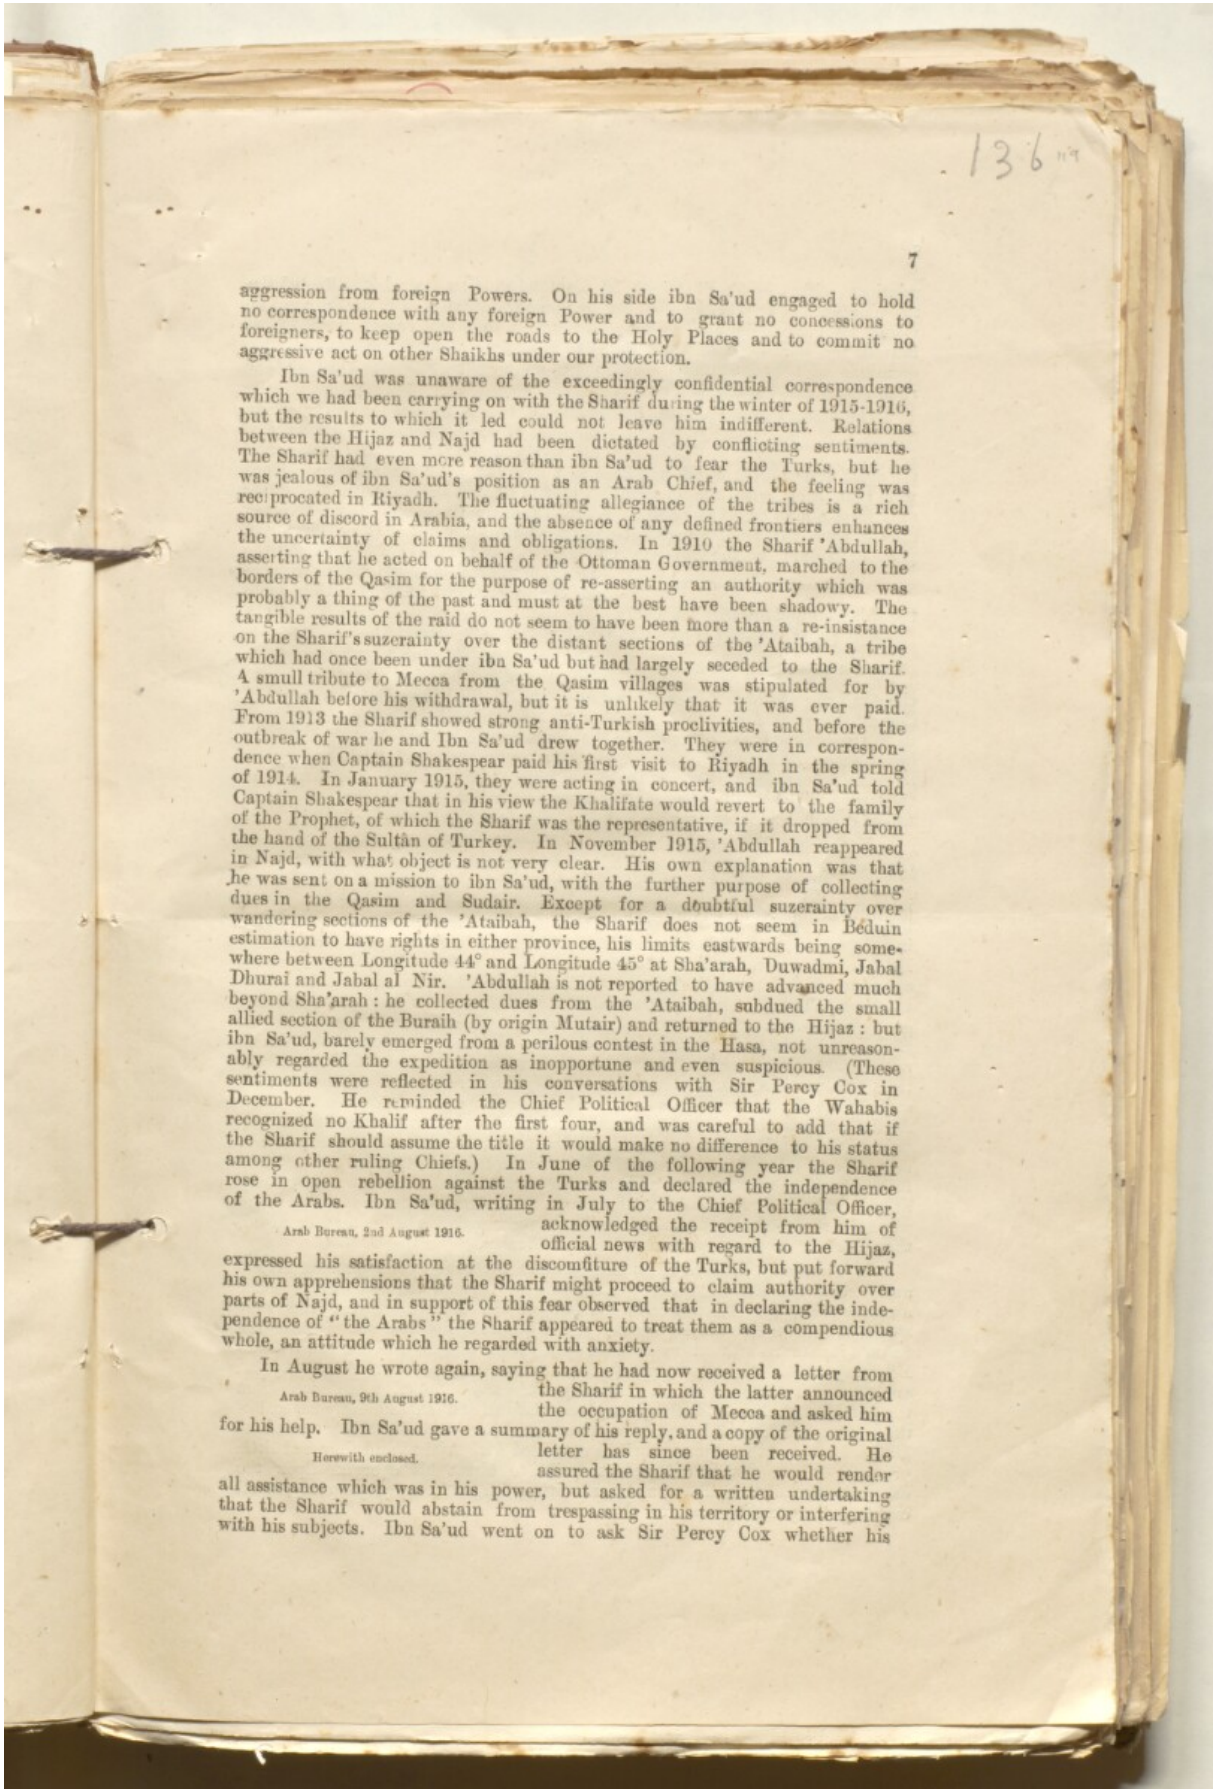 136
7
aggression from foreign Powers. On his side ibn Sa'ud engaged to hold
no correspondence with any foreign Power and to grant no concessions to
foreigners, to keep open the roads to the Holy Places and to commit no
aggressive act on other Shaikhs under our protection.
Ibn Sa'ud was unaware of the exceedingly confidential correspondence
which we had been carrying on with the Sharif during the winter of 1915-1916,
but the results to which it led could not leave him indifferent. Relations
between the Hijaz and Najd had been dictated by conflicting sentiments.
The Sharif had even more reason than ibn Sa'ud to fear the Turks, but he
was jealous of ibn Sa'ud's position as an Arab Chief, and the feeling was
reciprocated in Riyadh. The fluctuating allegiance of the tribes is a rich
source of discord in Arabia, and the absence of any defined frontiers enhances
the uncertainty of claims and obligations. In 1910 the Sharif 'Abdullah,
asserting that he acted on behalf of the Ottoman Government, marched to the
borders of the Qasim for the purpose of re-asserting an authority which was
probably a thing of the past and must at the best have been shadowy. The
tangible results of the raid do not seem to have been more than a re-insistance
on the Sharif's suzerainty over the distant sections of the 'Ataibah, a tribe
which had once been under ibn Sa'ud but had largely seceded to the Sharif.
A small tribute to Mecca from the Qasim villages was stipulated for by
'Abdullah before his withdrawal, but it is unlikely that it was ever paid.
From 1913 the Sharif showed strong anti-Turkish proclivities, and before the
outbreak of war he and Ibn Sa'ud drew together. They were in correspon-
dence when Captain Shakespear paid his first visit to Riyadh in the spring
of 1914. In January 1915, they were acting in concert, and ibn Sa'ud told
Captain Shakespear that in his view the Khalifate would revert to the family
of the Prophet, of which the Sharif was the representative, if it dropped from
the hand of the Sultân of Turkey. In November 1915, 'Abdullah reappeared
in Najd, with what object is not very clear. His own explanation was that
he was sent on a mission to ibn Sa'ud, with the further purpose of collecting
dues in the Qasim and Sudair. Except for a doubtful suzerainty over
wandering sections of the 'Ataibah, the Sharif does not seem in Beduin
estimation to have rights in either province, his limits eastwards being some-
where between Longitude 44° and Longitude 45° at Sha'arah, Duwadmi, Jabal
Dhurai and Jabal al Nir. 'Abdullah is not reported to have advanced much
beyond Sha'arah : he collected dues from the 'Ataibah, subdued the small
allied section of the Buraih (by origin Mutair) and returned to the Hijaz : but
ibn Sa'ud, barely emerged from a perilous contest in the Hasa, not unreason-
ably regarded the expedition as inopportune and even suspicious. (These
sentiments were reflected in his conversations with Sir Percy Cox in
December. He reminded the Chief Political Officer that the Wahabis
recognized no Khalif after the first four, and was careful to add that if
the Sharif should assume the title it would make no difference to his status
among other ruling Chiefs.) In June of the following year the Sharif
rose in open rebellion against the Turks and declared the independence
of the Arabs. Ibn Sa'ud, writing in July to the Chief Political Officer,
acknowledged the receipt from him of
Arab Bureau, 2nd August 1916.
official news with regard to the Hijaz,
expressed his satisfaction at the discomfiture of the Turks, but put forward
his own apprehensions that the Sharif might proceed to claim authority over
parts of Najd, and in support of this fear observed that in declaring the inde-
pendence of "the Arabs" the Sharif appeared to treat them as a compendious
whole, an attitude which he regarded with anxiety.
In August he wrote again, saying that he had now received a letter from
the Sharif in which the latter announced
Arab Bureau, 9th August 1916.
the occupation of Mecca and asked him
for his help. Ibn Sa'ud gave a summary of his reply, and a copy of the original
letter has since been received. He
Herewith enclosed.
assured the Sharif that he would render
all assistance which was in his power, but asked for a written undertaking
that the Sharif would abstain from trespassing in his territory or interfering
with his subjects. Ibn Sa'ud went on to ask Sir Percy Cox whether his